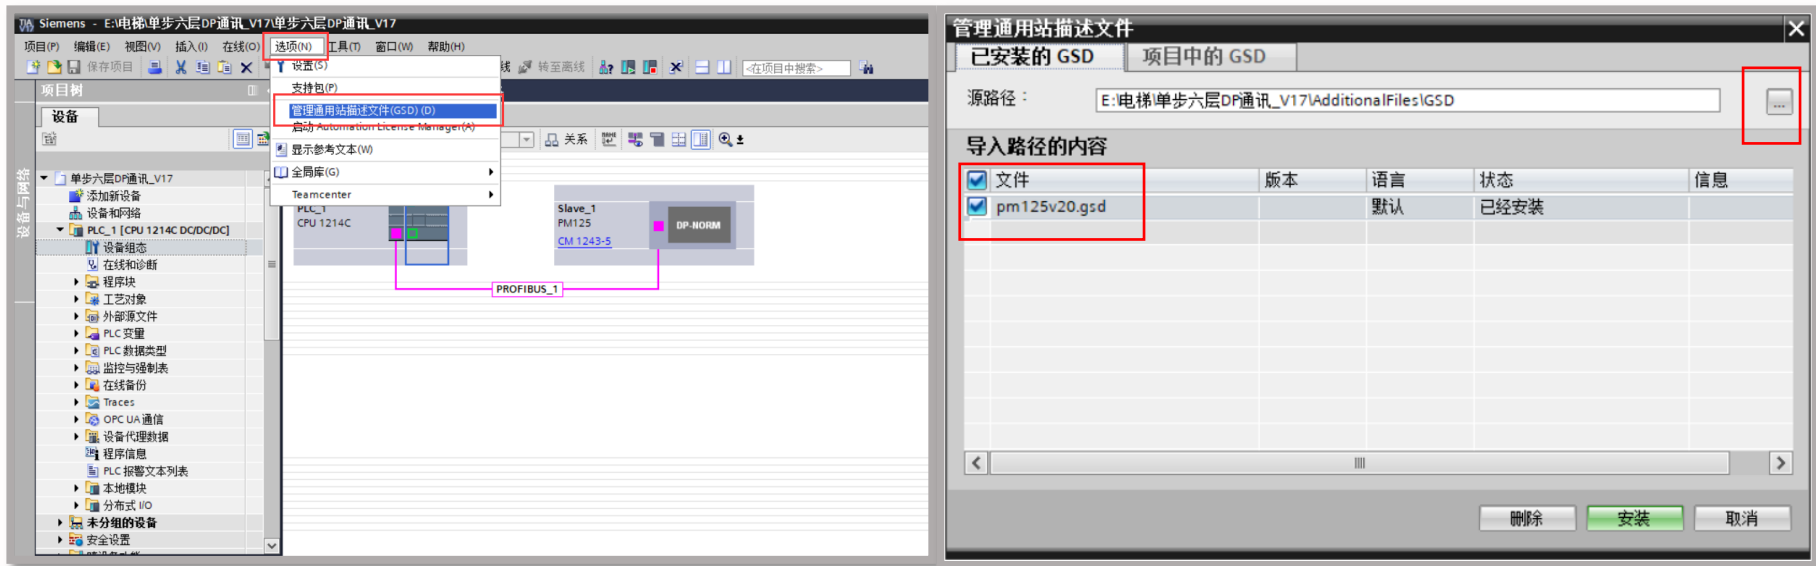 Siemens - E:\电梯\单步六层DP通讯_V17\单步六层DP通讯_V17
项目(P) 编辑(E) 视图(V) 插入(I) 在线(O) 选项(N) 工具(T) 窗口(W) 帮助(H)
保存项目 设置(S) 线 转至离线 <在项目中搜索>
支持包(P)
项目树
管理通用站描述文件(GSD) (D)
设备
启动 Automation License Manager(A)
关系
显示参考文本(W)
全局库(G)
Teamcenter
设备与网络
单步六层DP通讯_V17
添加新设备
设备和网络
PLC_1 [CPU 1214C DC/DC/DC]
设备组态
在线和诊断
程序块
工艺对象
外部源文件
PLC 变量
PLC 数据类型
监控与强制表
在线备份
Traces
OPC UA 通信
设备代理数据
程序信息
PLC 报警文本列表
本地模块
分布式 I/O
未分组的设备
安全设置
PLC_1
CPU 1214C
Slave_1
PM125
CM 1243-5
DP-NORM
PROFIBUS_1
管理通用站描述文件
已安装的 GSD 项目中的 GSD
源路径： E:\电梯\单步六层DP通讯_V17\AdditionalFiles\GSD ...
导入路径的内容
文件 版本 语言 状态 信息
pm125v20.gsd 默认 已经安装
删除 安装 取消